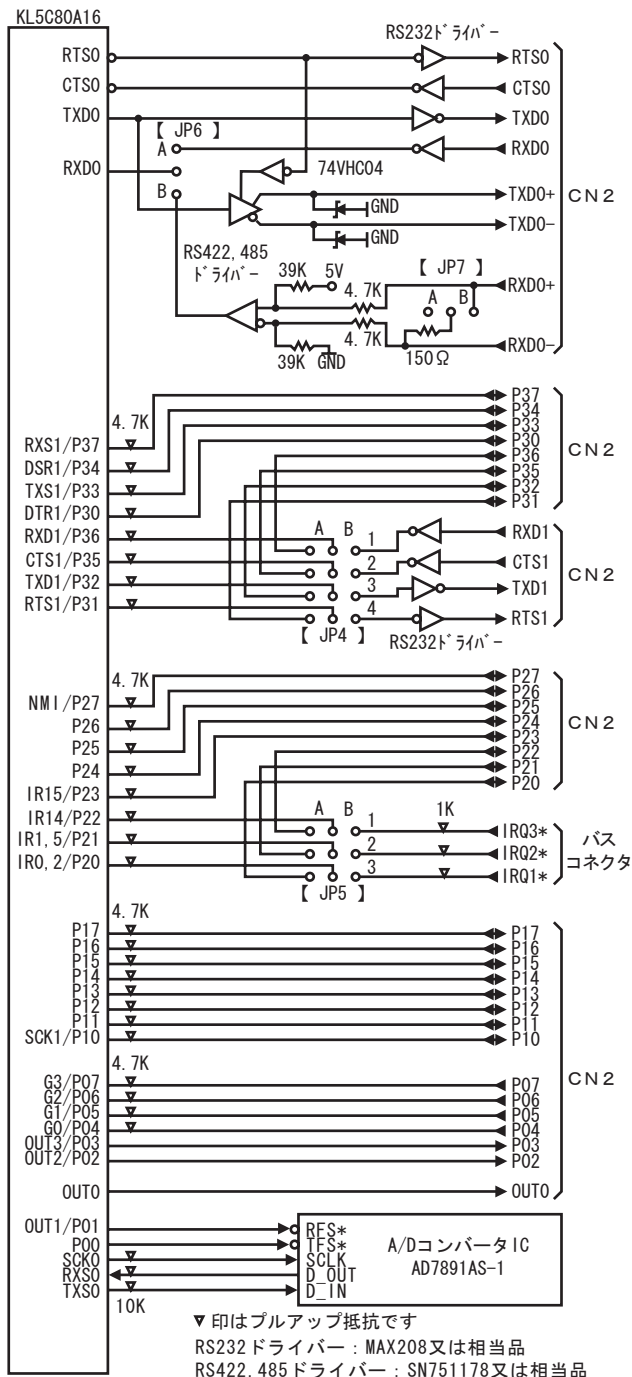 KL5C80A16
RS232ﾄﾞﾗｲﾊﾞｰ
RTS0 RTS0
CTS0 CTS0
TXD0 TXD0
【 JP6 】
A RXD0
RXD0 74VHC04
B TXD0+
CN2
GND
TXD0-
GND
RS422,485
ﾄﾞﾗｲﾊﾞｰ
39K 5V 【 JP7 】
4.7K A B RXD0+
4.7K
39K GND 150Ω RXD0-
4.7K P37
P34
P33
P30
RXS1/P37 P36 CN2
DSR1/P34 P35
TXS1/P33 P32
DTR1/P30 P31
RXD1/P36 A B 1 RXD1
CTS1/P35 2 CTS1 CN2
TXD1/P32 3 TXD1
RTS1/P31 4 RTS1
【 JP4 】 RS232ﾄﾞﾗｲﾊﾞｰ
4.7K P27
NMI/P27 P26
P26 P25
P25 P24 CN2
P24 P23
IR15/P23 P22
P21
P20
IR14/P22 A B 1 1K IRQ3*
IR1,5/P21 2 IRQ2* バス
IR0,2/P20 3 IRQ1* コネクタ
【 JP5 】
4.7K
P17 P17
P16 P16
P15 P15
P14 P14
P13 P13
P12 P12
P11 P11
SCK1/P10 P10
4.7K
G3/P07 P07 CN2
G2/P06 P06
G1/P05 P05
G0/P04 P04
OUT3/P03 P03
OUT2/P02 P02
OUT0 OUT0
OUT1/P01 RFS*
P00 TFS* A/DコンバータIC
SCK0 SCLK AD7891AS-1
RXS0 D_OUT
TXS0 D_IN
10K
▼印はプルアップ抵抗です
RS232ドライバー：MAX208又は相当品
RS422,485ドライバー：SN751178又は相当品